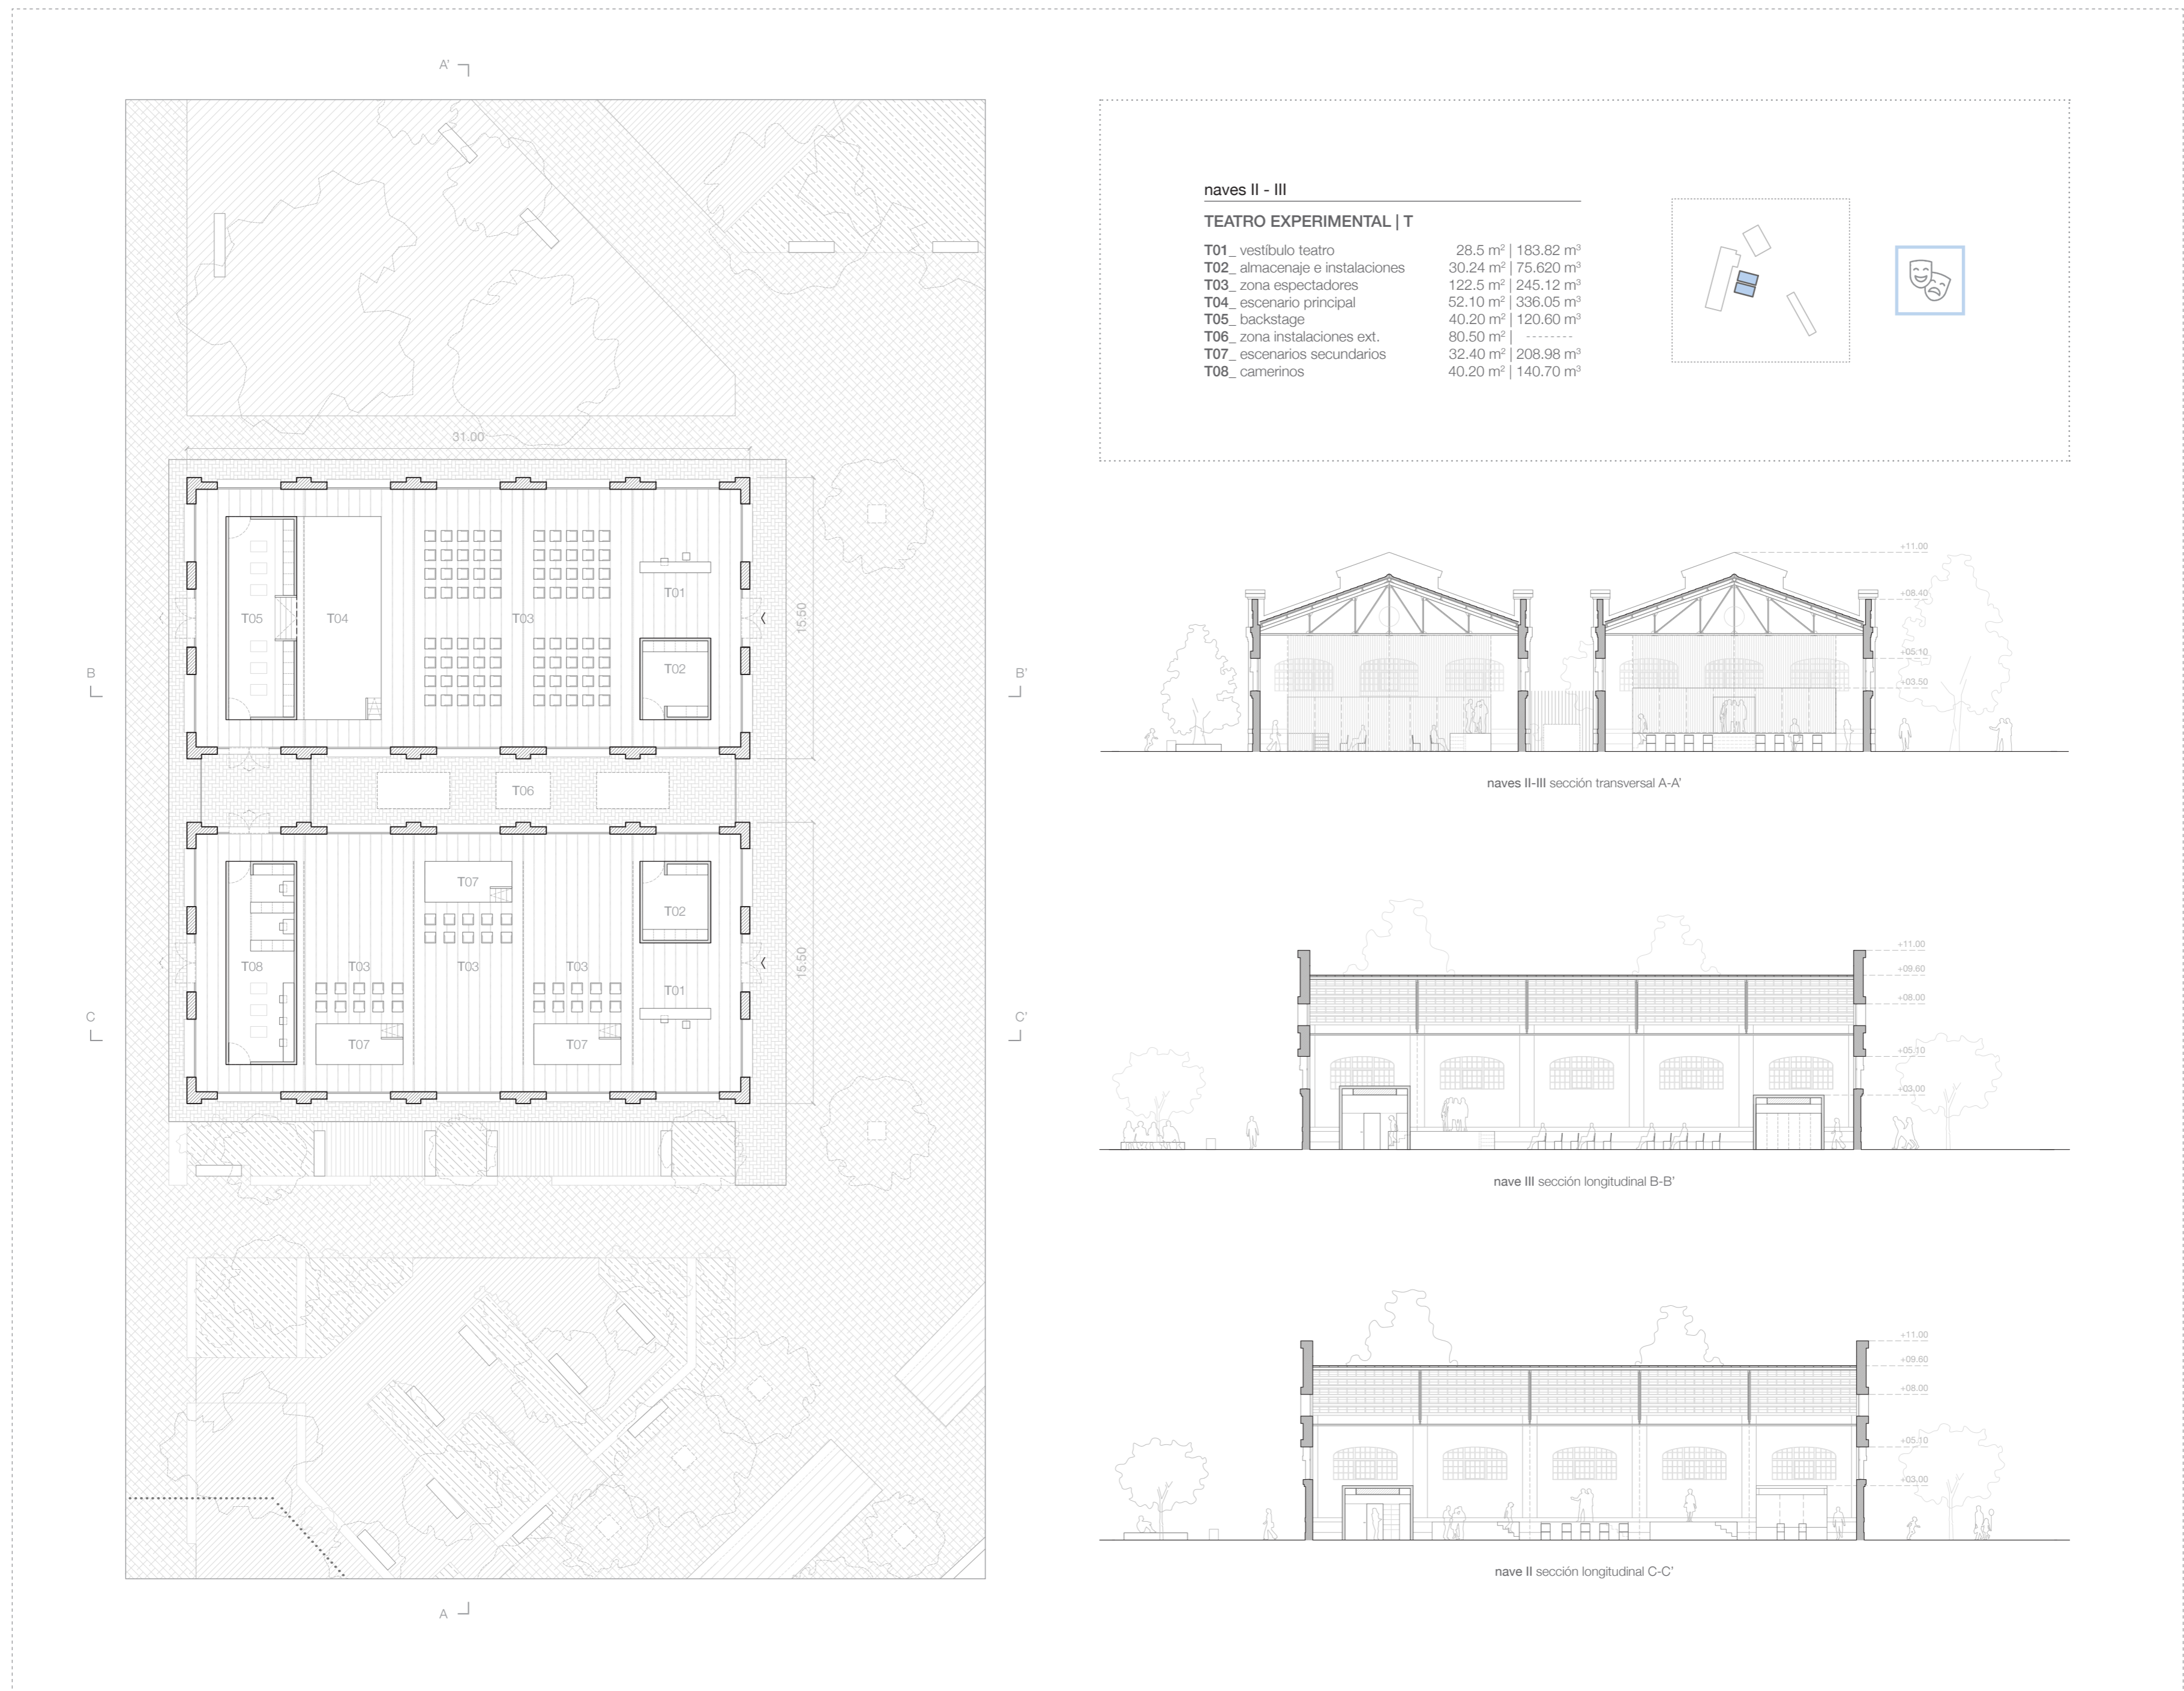 A'
31.00
T05
T04
T03
T01
T02
15.50
B
B'
T06
T07
T02
T08
T03
T03
T03
T01
T07
T07
15.50
C
C'
A
naves II - III
TEATRO EXPERIMENTAL | T
T01_ vestíbulo teatro 28.5 m² | 183.82 m³
T02_ almacenaje e instalaciones 30.24 m² | 75.620 m³
T03_ zona espectadores 122.5 m² | 245.12 m³
T04_ escenario principal 52.10 m² | 336.05 m³
T05_ backstage 40.20 m² | 120.60 m³
T06_ zona instalaciones ext. 80.50 m² | --------
T07_ escenarios secundarios 32.40 m² | 208.98 m³
T08_ camerinos 40.20 m² | 140.70 m³
+11.00
+08.40
+05.10
+03.50
naves II-III sección transversal A-A'
+11.00
+09.60
+08.00
+05.10
+03.00
nave III sección longitudinal B-B'
+11.00
+09.60
+08.00
+05.10
+03.00
nave II sección longitudinal C-C'